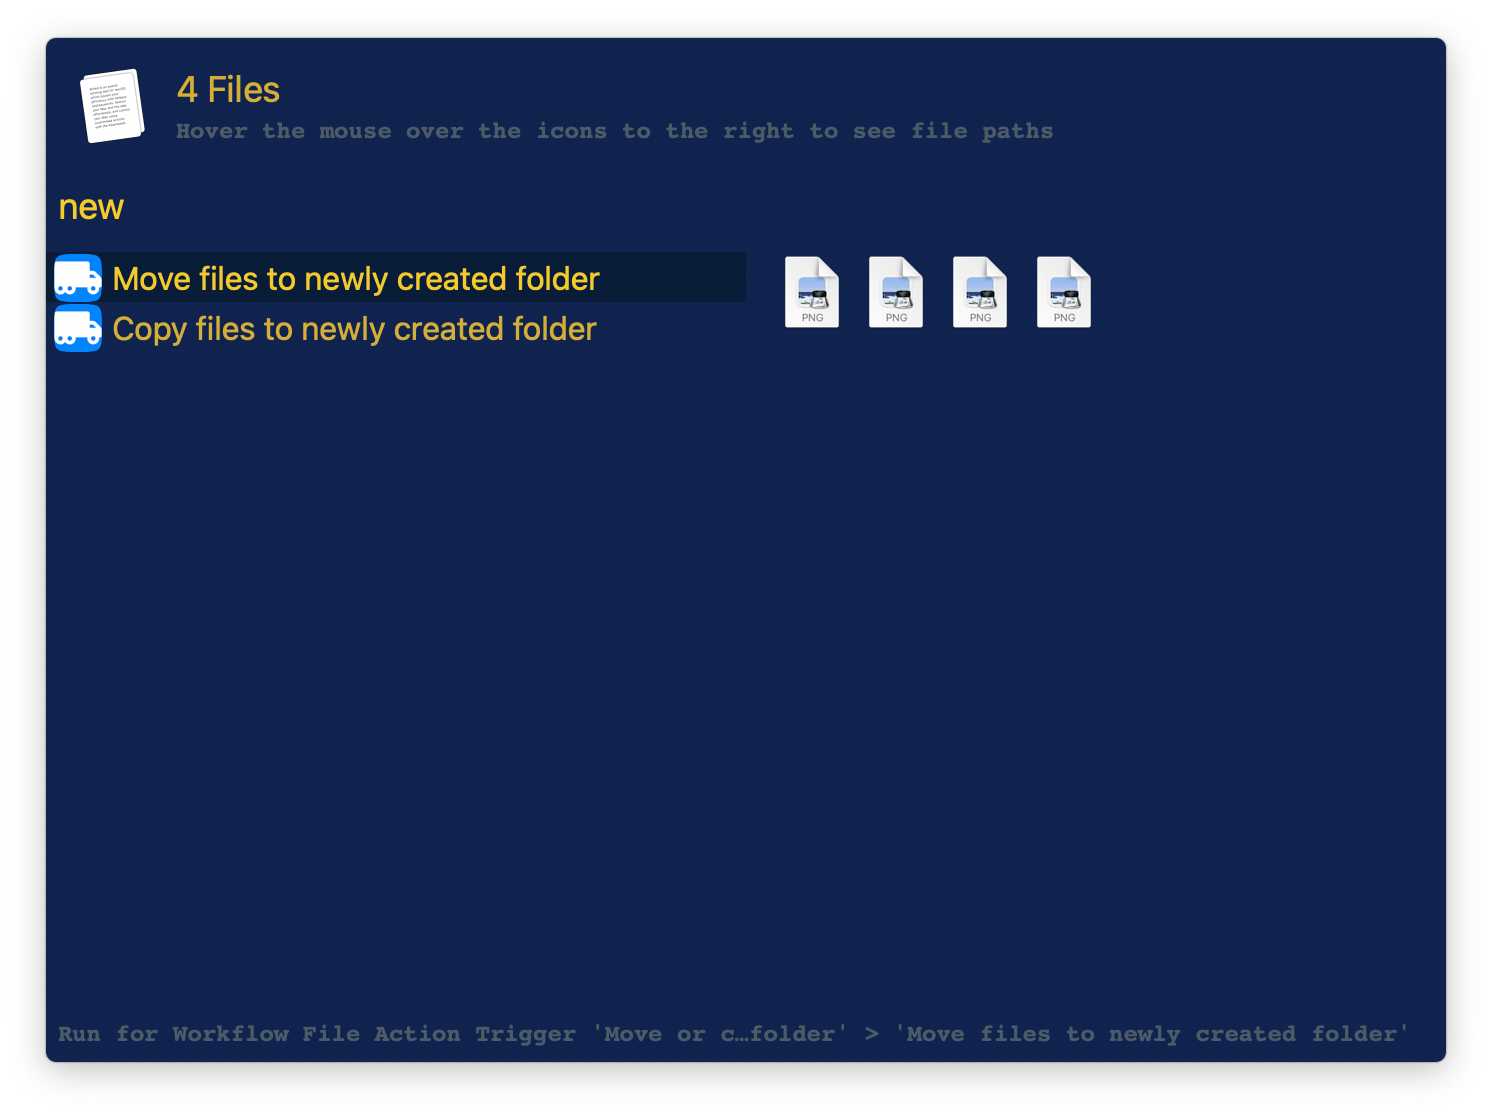 4 Files
Hover the mouse over the icons to the right to see file paths
new
Move files to newly created folder
Copy files to newly created folder
PNG PNG PNG PNG
Run for Workflow File Action Trigger 'Move or c…folder' > 'Move files to newly created folder'